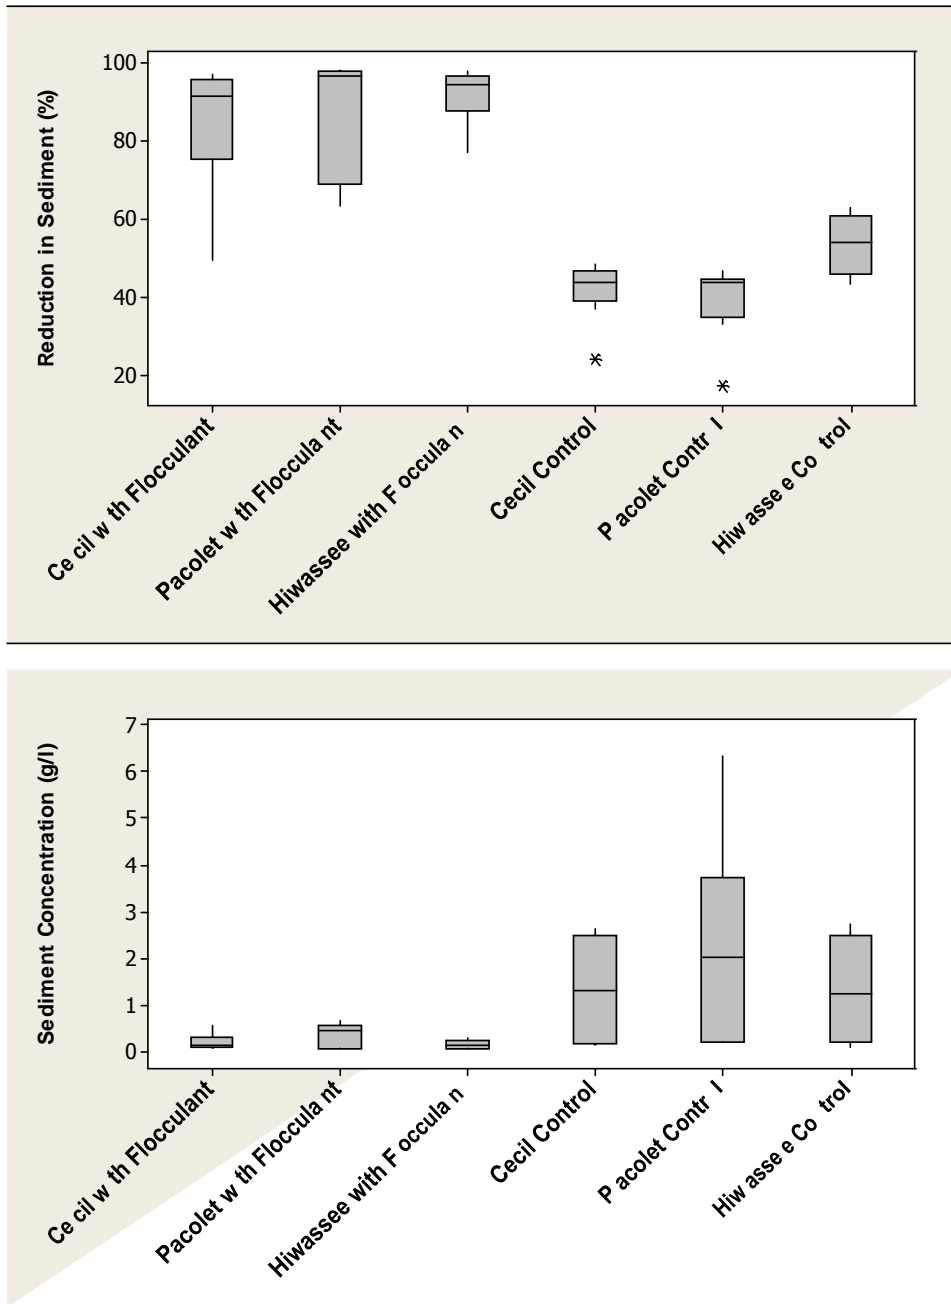 Reduction in Sediment (%)
100
80
60
40
20
Ce cil w th Flocculant
Pacolet w th Floccula nt
Hiwassee with F occula n
Cecil Control
P acolet Contr l
Hiw asse e Co trol
Sediment Concentration (g/l)
7
6
5
4
3
2
1
0
Ce cil w th Flocculant
Pacolet w th Floccula nt
Hiwassee with F occula n
Cecil Control
P acolet Contr l
Hiw asse e Co trol